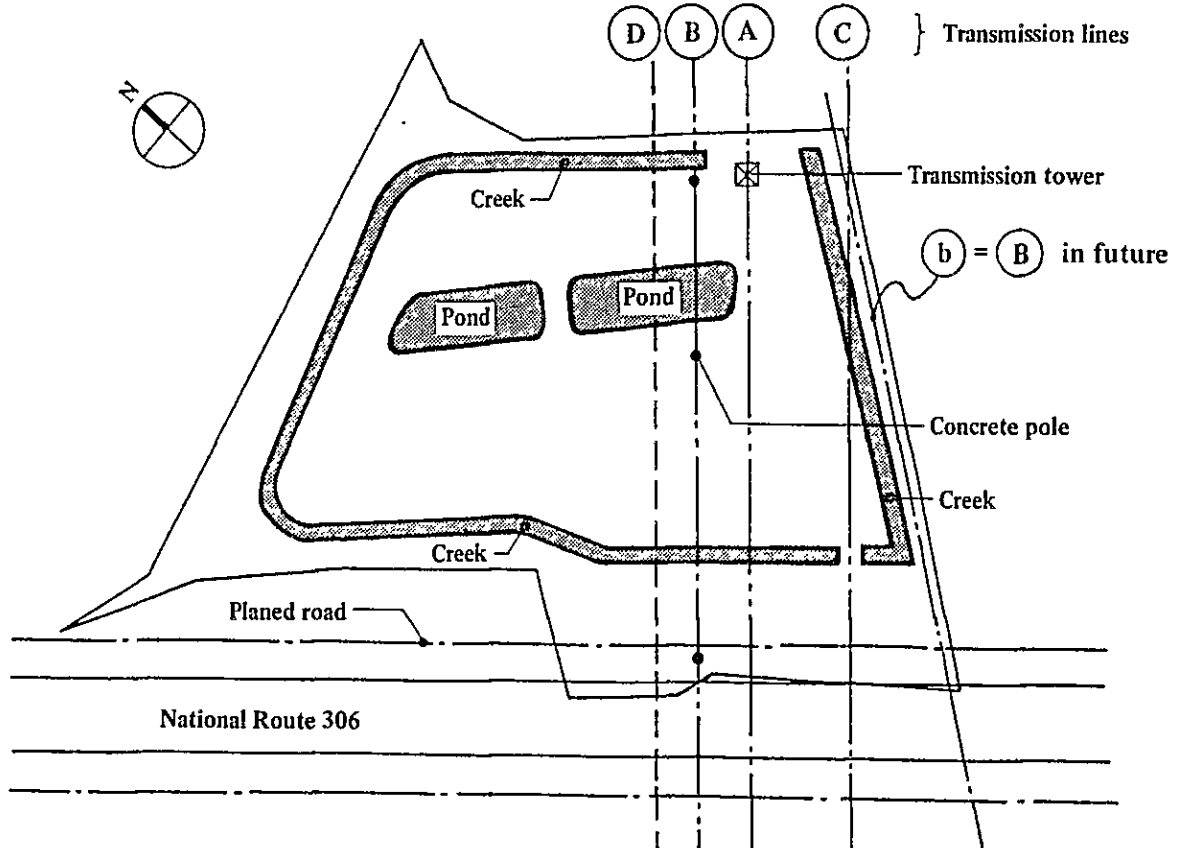 D B A C } Transmission lines
N
Creek
Transmission tower
b = B in future
Pond
Pond
Concrete pole
Creek
Creek
Planed road
National Route 306